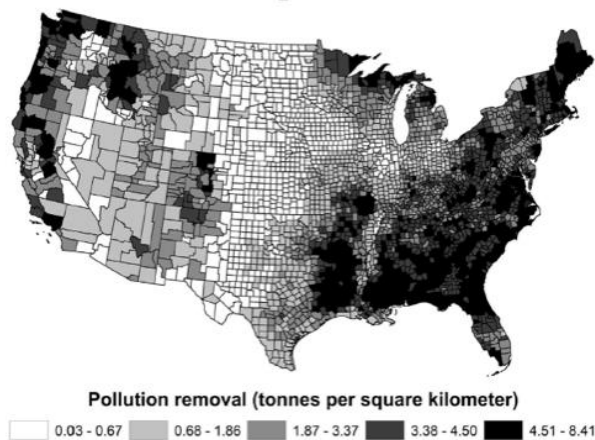 Pollution removal (tonnes per square kilometer)
0.03 - 0.67 0.68 - 1.86 1.87 - 3.37 3.38 - 4.50 4.51 - 8.41